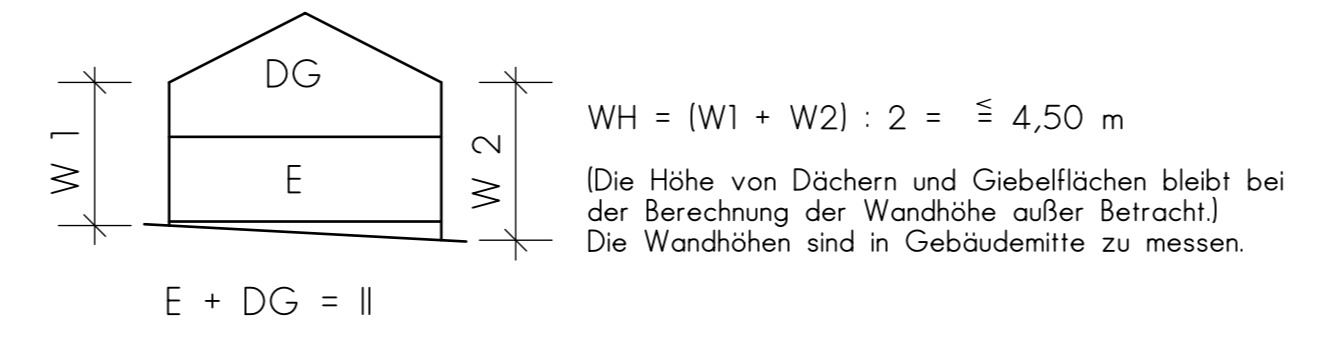 DG
W 1
E
W 2
E + DG = II
WH = (W1 + W2) : 2 = ≦ 4,50 m
(Die Höhe von Dächern und Giebelflächen bleibt bei
der Berechnung der Wandhöhe außer Betracht.)
Die Wandhöhen sind in Gebäudemitte zu messen.